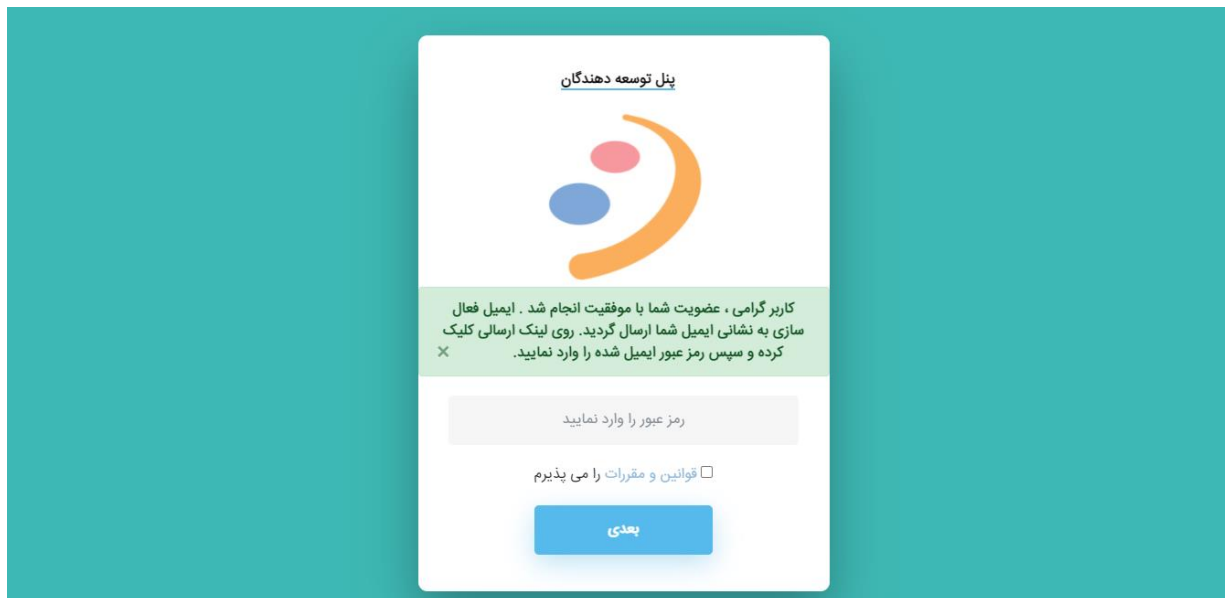 پنل توسعه دهندگان
کاربر گرامی ، عضویت شما با موفقیت انجام شد . ایمیل فعال
سازی به نشانی ایمیل شما ارسال گردید. روی لینک ارسالی کلیک
کرده و سپس رمز عبور ایمیل شده را وارد نمایید.
رمز عبور را وارد نمایید
قوانین و مقررات را می پذیرم
بعدی